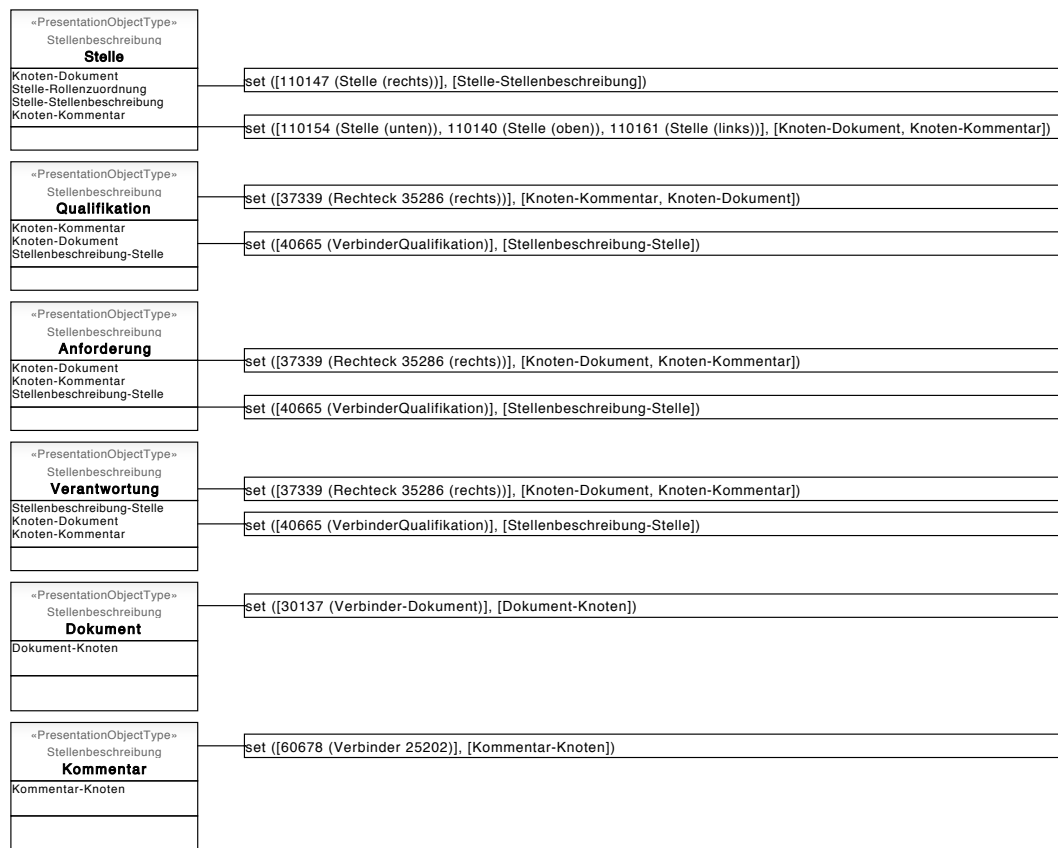 «PresentationObjectType»
Stellenbeschreibung
Stelle
Knoten-Dokument
Stelle-Rollenzuordnung
Stelle-Stellenbeschreibung
Knoten-Kommentar
set ([110147 (Stelle (rechts))], [Stelle-Stellenbeschreibung])
set ([110154 (Stelle (unten)), 110140 (Stelle (oben)), 110161 (Stelle (links))], [Knoten-Dokument, Knoten-Kommentar])
«PresentationObjectType»
Stellenbeschreibung
Qualifikation
Knoten-Kommentar
Knoten-Dokument
Stellenbeschreibung-Stelle
set ([37339 (Rechteck 35286 (rechts))], [Knoten-Kommentar, Knoten-Dokument])
set ([40665 (VerbinderQualifikation)], [Stellenbeschreibung-Stelle])
«PresentationObjectType»
Stellenbeschreibung
Anforderung
Knoten-Dokument
Knoten-Kommentar
Stellenbeschreibung-Stelle
set ([37339 (Rechteck 35286 (rechts))], [Knoten-Dokument, Knoten-Kommentar])
set ([40665 (VerbinderQualifikation)], [Stellenbeschreibung-Stelle])
«PresentationObjectType»
Stellenbeschreibung
Verantwortung
Stellenbeschreibung-Stelle
Knoten-Dokument
Knoten-Kommentar
set ([37339 (Rechteck 35286 (rechts))], [Knoten-Dokument, Knoten-Kommentar])
set ([40665 (VerbinderQualifikation)], [Stellenbeschreibung-Stelle])
«PresentationObjectType»
Stellenbeschreibung
Dokument
Dokument-Knoten
set ([30137 (Verbinder-Dokument)], [Dokument-Knoten])
«PresentationObjectType»
Stellenbeschreibung
Kommentar
Kommentar-Knoten
set ([60678 (Verbinder 25202)], [Kommentar-Knoten])